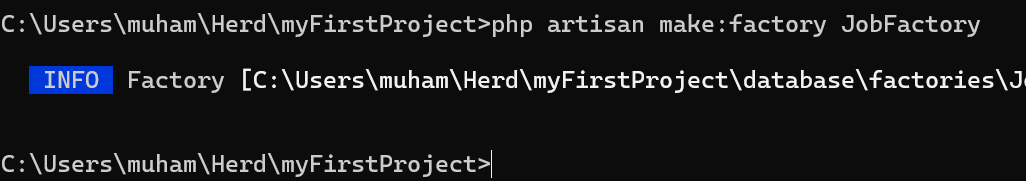 C:\Users\muham\Herd\myFirstProject>php artisan make:factory JobFactory
INFO Factory [C:\Users\muham\Herd\myFirstProject\database\factories\Jo
C:\Users\muham\Herd\myFirstProject>